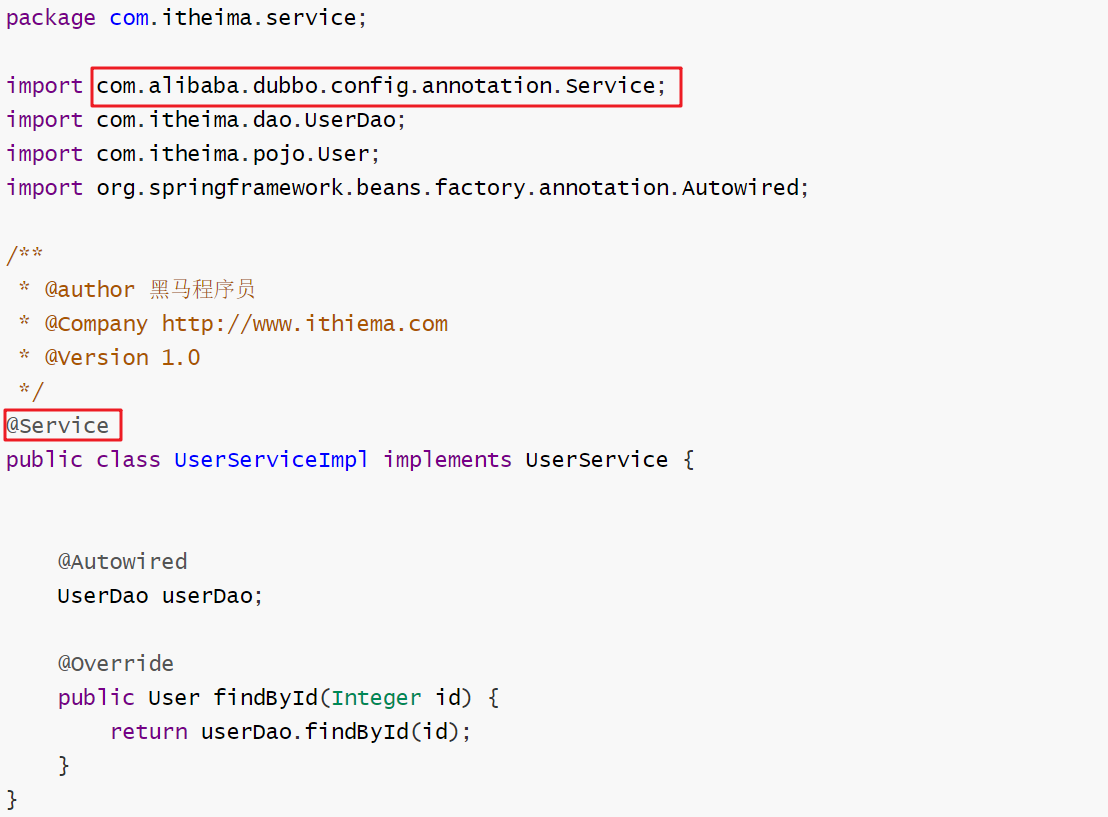 package com.itheima.service;
import com.alibaba.dubbo.config.annotation.Service;
import com.itheima.dao.UserDao;
import com.itheima.pojo.User;
import org.springframework.beans.factory.annotation.Autowired;
/**
 * @author 黑马程序员
 * @Company http://www.ithiema.com
 * @Version 1.0
 */
@Service
public class UserServiceImpl implements UserService {
    @Autowired
    UserDao userDao;
    @Override
    public User findById(Integer id) {
        return userDao.findById(id);
    }
}